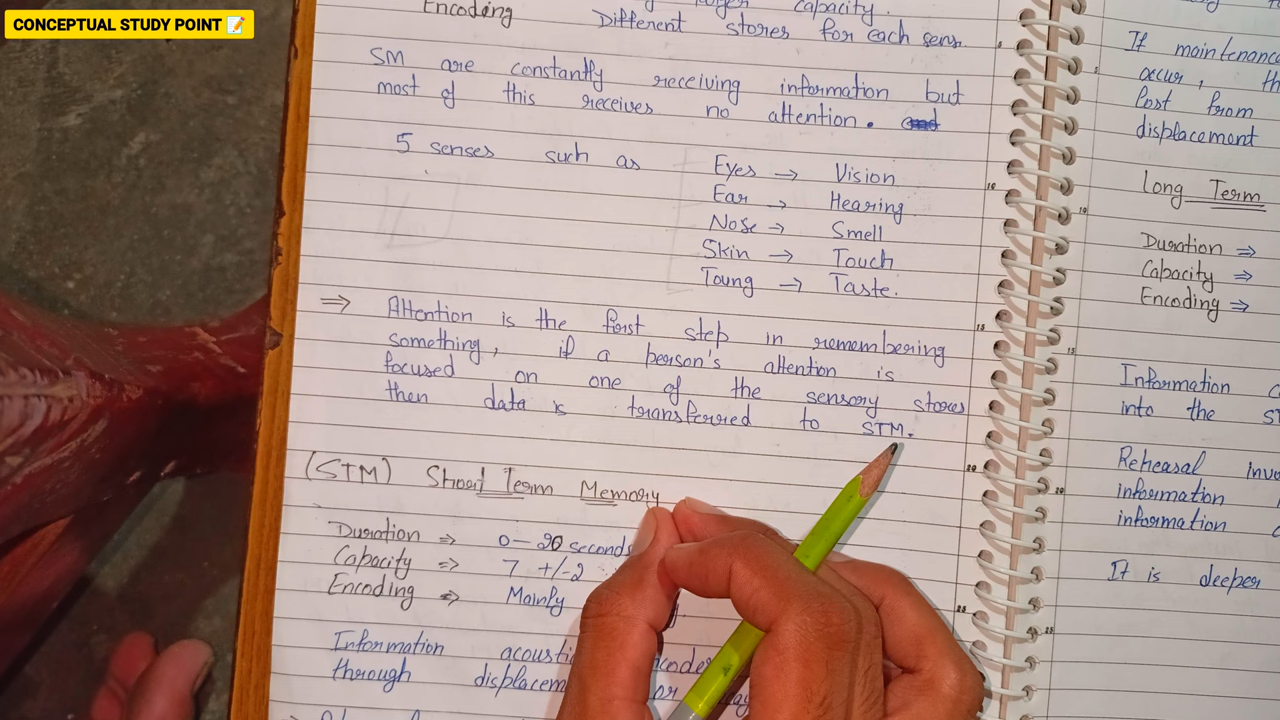 CONCEPTUAL STUDY POINT 📝
capacity.
Encoding Different stores for each sens
SM are constantly receiving information but
most of this receives no attention.
5 senses such as
Eyes → Vision
Ear → Hearing
Nose → Smell
Skin → Touch
Toung → Taste.
⇒ Attention is the first step in remembering
something, if a person's attention is
focused on one of the sensory stores
then data is transferred to STM.
(STM) Short Term Memory
Duration ⇒ 0-20 seconds
Capacity ⇒ 7 +/-2
Encoding ⇒ Mainly
Information
through
If maintenanc
occur, th
lost from
displacement
Long Term
Duration ⇒
Capacity ⇒
Encoding ⇒
Information
into the
Rehearsal
information
information
It is deeper